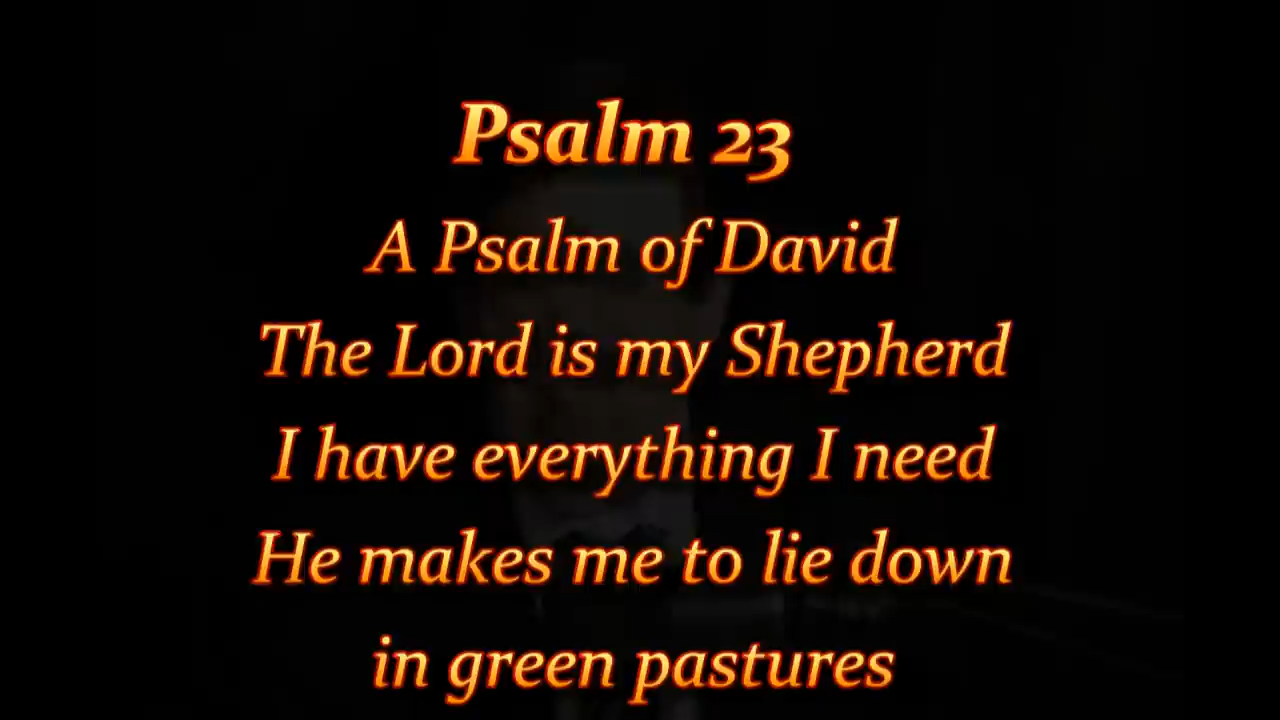 Psalm 23
A Psalm of David
The Lord is my Shepherd
I have everything I need
He makes me to lie down
in green pastures